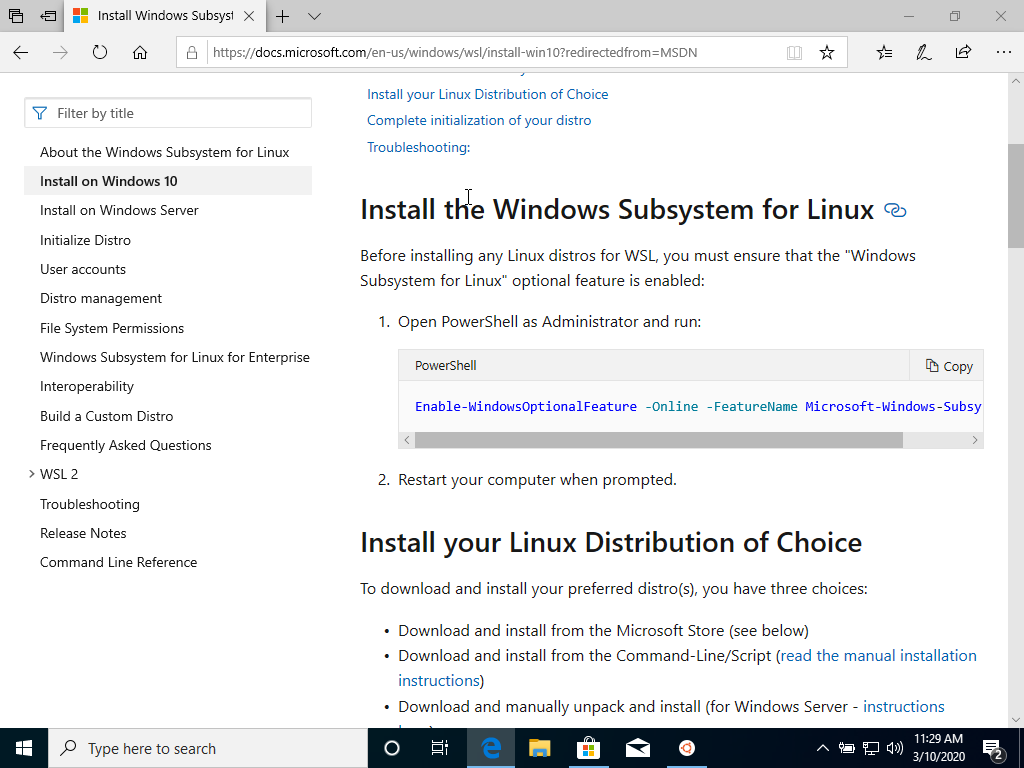 Install Windows Subsyst
https://docs.microsoft.com/en-us/windows/wsl/install-win10?redirectedfrom=MSDN
Filter by title
About the Windows Subsystem for Linux
Install on Windows 10
Install on Windows Server
Initialize Distro
User accounts
Distro management
File System Permissions
Windows Subsystem for Linux for Enterprise
Interoperability
Build a Custom Distro
Frequently Asked Questions
WSL 2
Troubleshooting
Release Notes
Command Line Reference
Install your Linux Distribution of Choice
Complete initialization of your distro
Troubleshooting:
Install the Windows Subsystem for Linux
Before installing any Linux distros for WSL, you must ensure that the "Windows
Subsystem for Linux" optional feature is enabled:
1. Open PowerShell as Administrator and run:
PowerShell
Copy
Enable-WindowsOptionalFeature -Online -FeatureName Microsoft-Windows-Subsy
2. Restart your computer when prompted.
Install your Linux Distribution of Choice
To download and install your preferred distro(s), you have three choices:
• Download and install from the Microsoft Store (see below)
• Download and install from the Command-Line/Script (read the manual installation
instructions)
• Download and manually unpack and install (for Windows Server - instructions
Type here to search
11:29 AM
3/10/2020
2